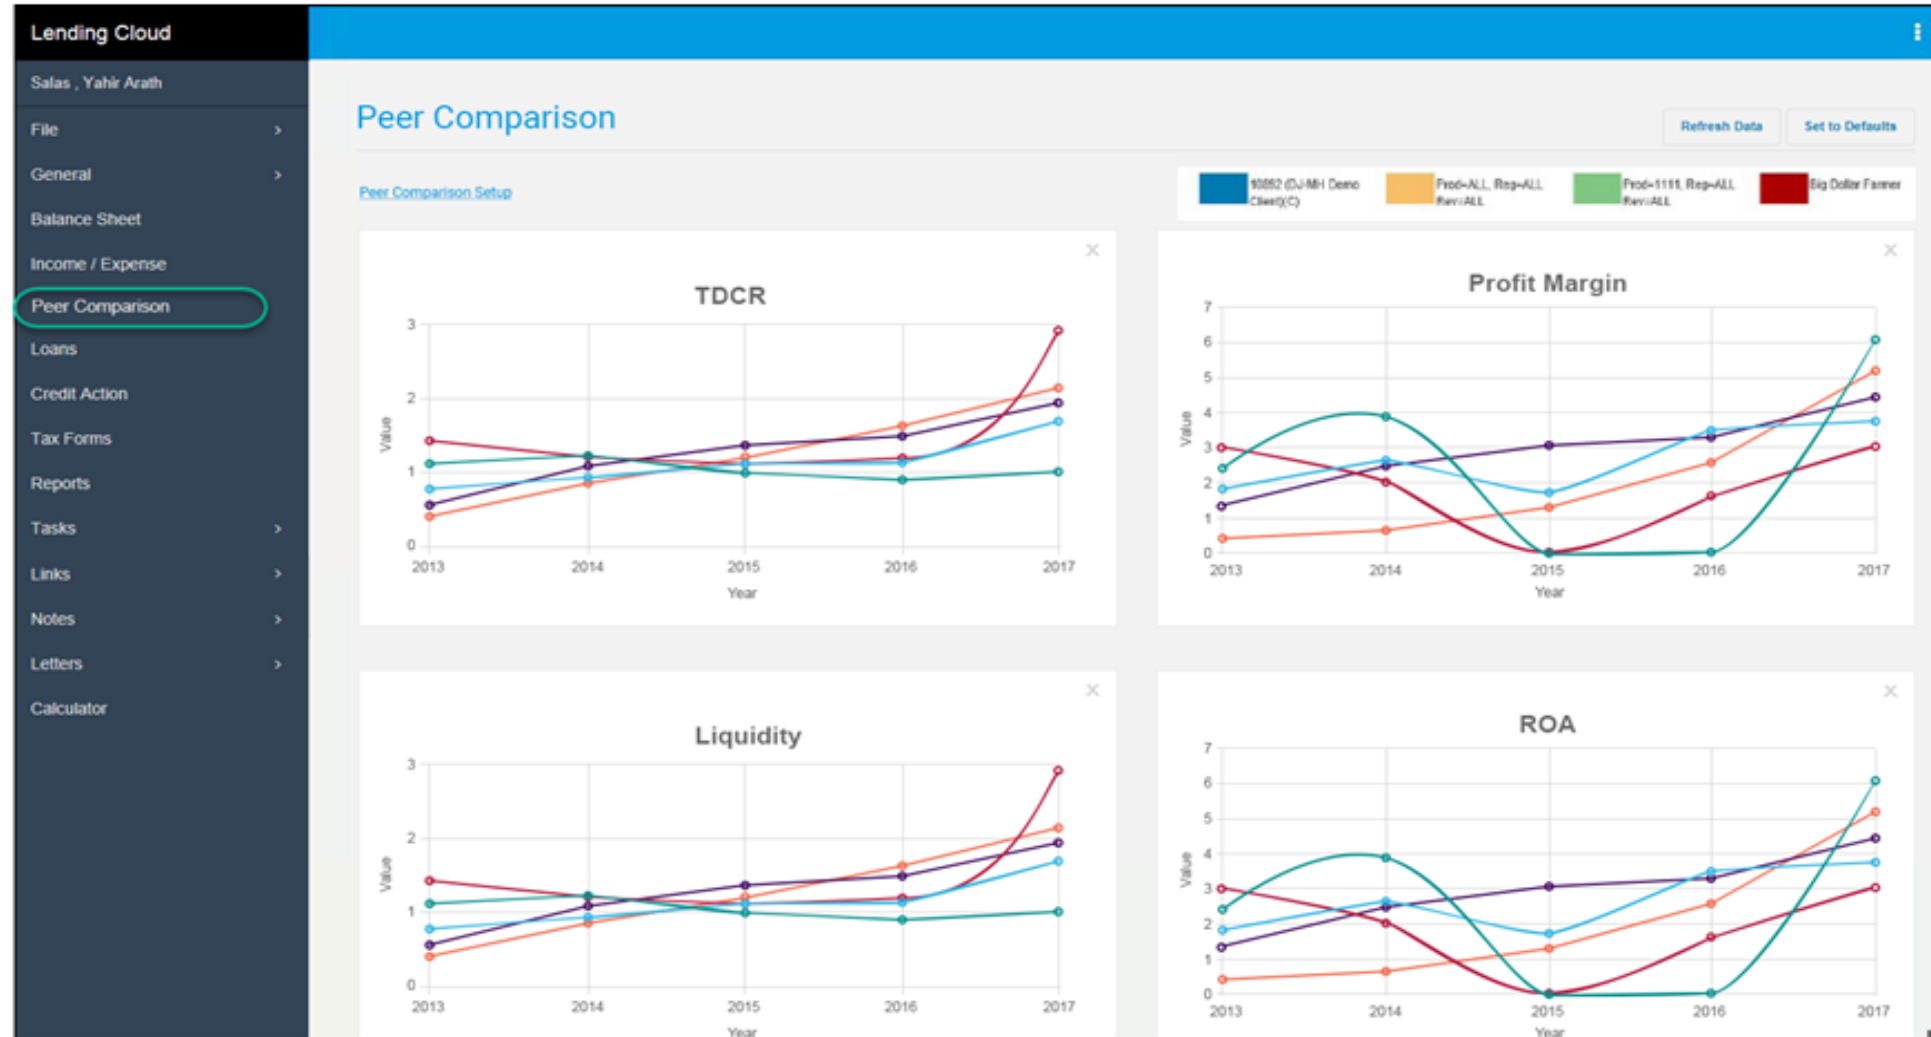 Lending Cloud
Salas , Yahir Arath
File
General
Balance Sheet
Income / Expense
Peer Comparison
Loans
Credit Action
Tax Forms
Reports
Tasks
Links
Notes
Letters
Calculator
Peer Comparison
Refresh Data
Set to Defaults
Peer Comparison Setup
10892 (DJ-MH Demo
Client)(C)
Prod=ALL, Rep=ALL,
Rev=ALL
Prod=1111, Rep=ALL,
Rev=ALL
Big Dollar Farmer
TDCR
3
2
1
0
Value
2013 2014 2015 2016 2017
Year
Profit Margin
7
6
5
4
3
2
1
0
Value
2013 2014 2015 2016 2017
Year
Liquidity
3
2
1
0
Value
2013 2014 2015 2016 2017
Year
ROA
7
6
5
4
3
2
1
0
Value
2013 2014 2015 2016 2017
Year